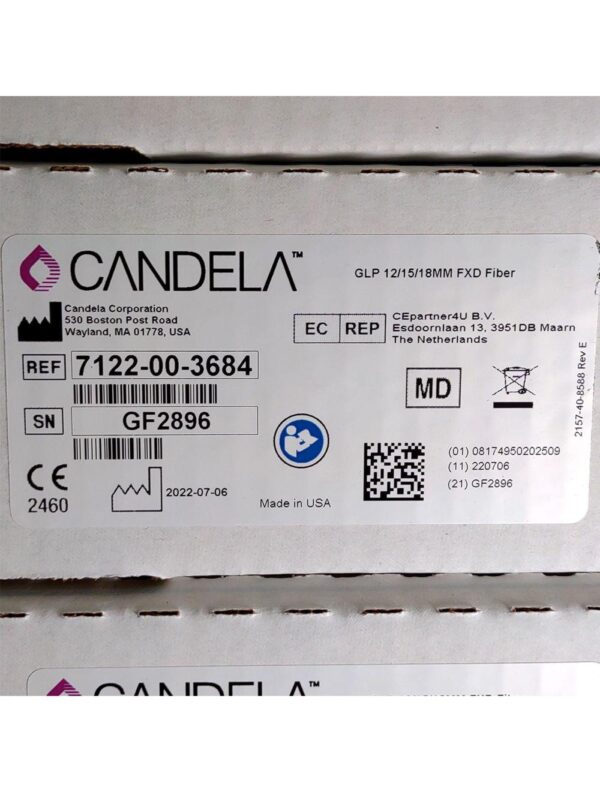 CANDELA™
GLP 12/15/18MM FXD Fiber
Candela Corporation
530 Boston Post Road
Wayland, MA 01778, USA
EC REP
CEpartner4U B.V.
Esdoornlaan 13, 3951DB Maarn
The Netherlands
REF 7122-00-3684
MD
SN GF2896
2157-40-8588 Rev E
CE
2460
2022-07-06
Made in USA
(01) 08174950202509
(11) 220706
(21) GF2896
CANDELA™